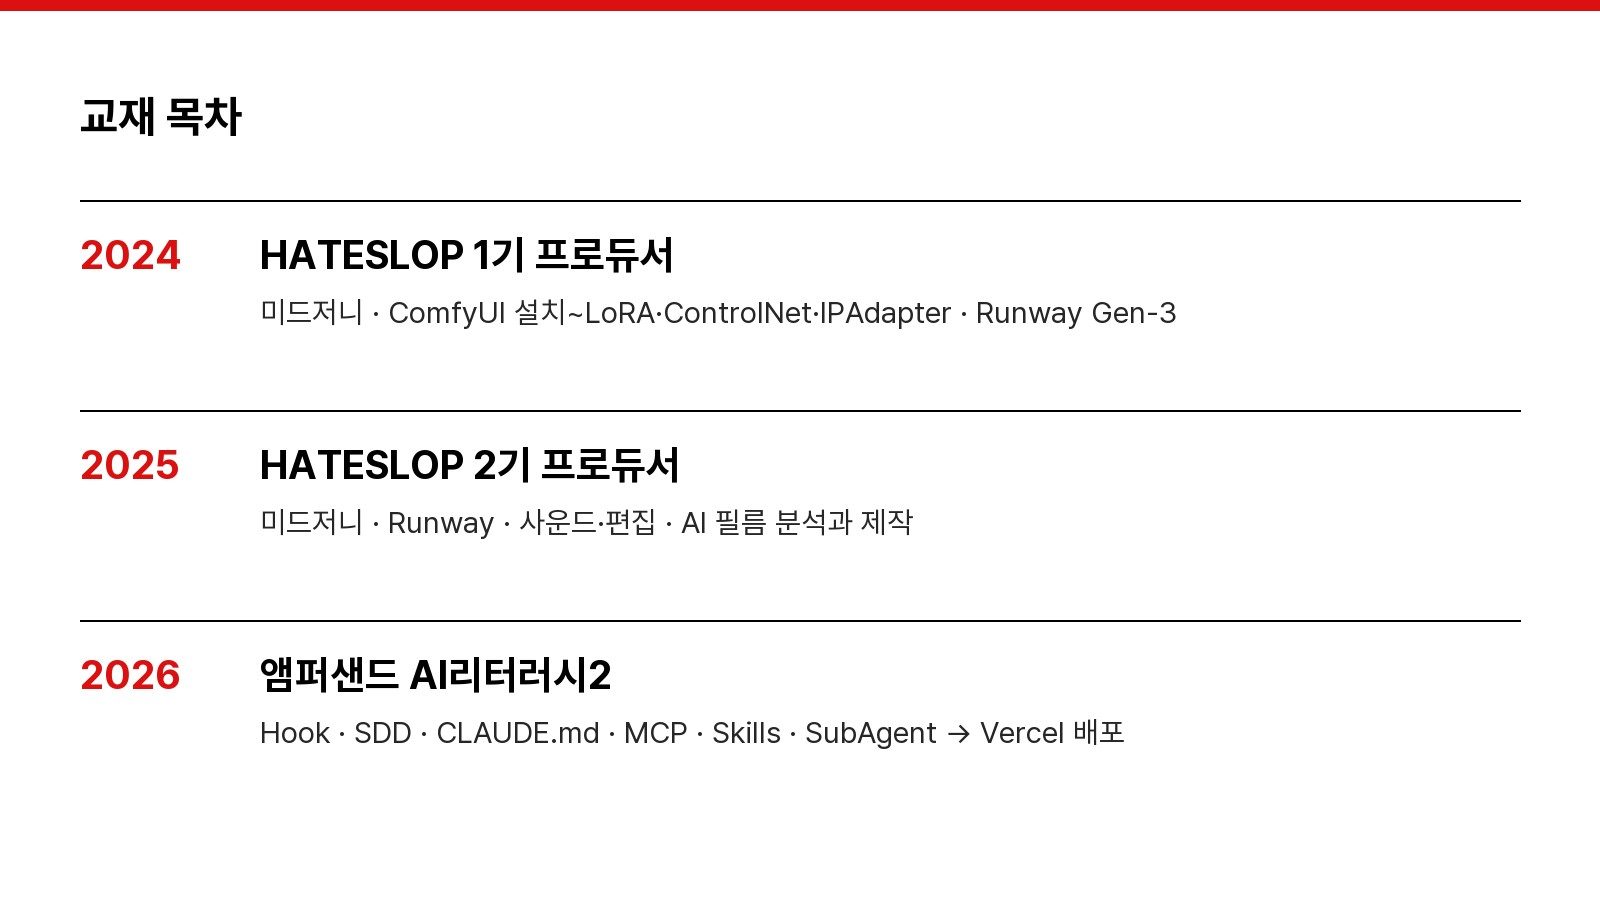 교재 목차
2024
HATESLOP 1기 프로듀서
미드저니 · ComfyUI 설치~LoRA·ControlNet·IPAdapter · Runway Gen-3
2025
HATESLOP 2기 프로듀서
미드저니 · Runway · 사운드·편집 · AI 필름 분석과 제작
2026
앰퍼샌드 AI리터러시2
Hook · SDD · CLAUDE.md · MCP · Skills · SubAgent → Vercel 배포